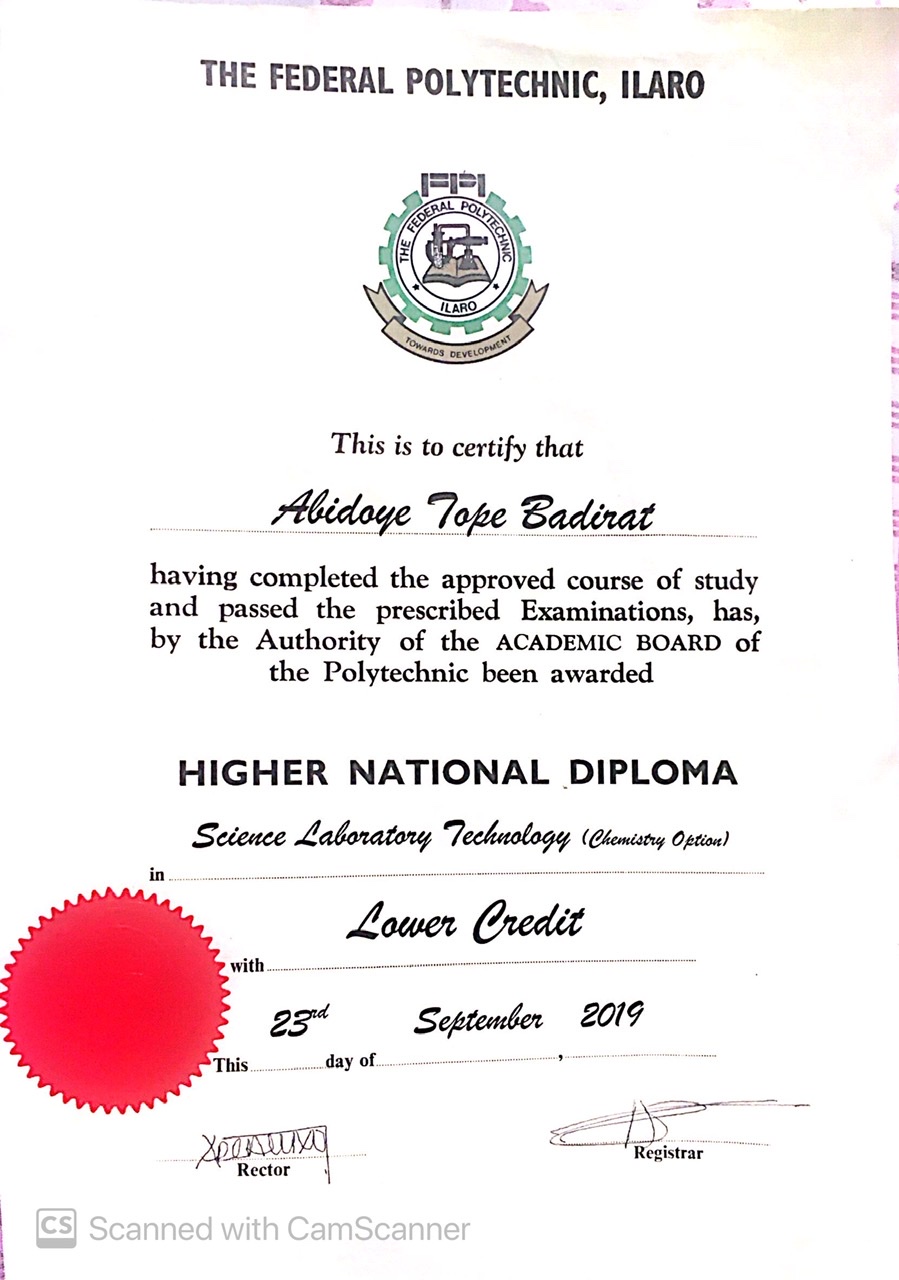 THE FEDERAL POLYTECHNIC, ILARO
FPI
THE FEDERAL POLYTECHNIC
ILARO
TOWARDS DEVELOPMENT
This is to certify that
Abidoye Tope Badirat
having completed the approved course of study
and passed the prescribed Examinations, has,
by the Authority of the ACADEMIC BOARD of
the Polytechnic been awarded
HIGHER NATIONAL DIPLOMA
Science Laboratory Technology (Chemistry Option)
in
Lower Credit
with
23rd September 2019
This day of ,
Rector
Registrar
CS Scanned with CamScanner